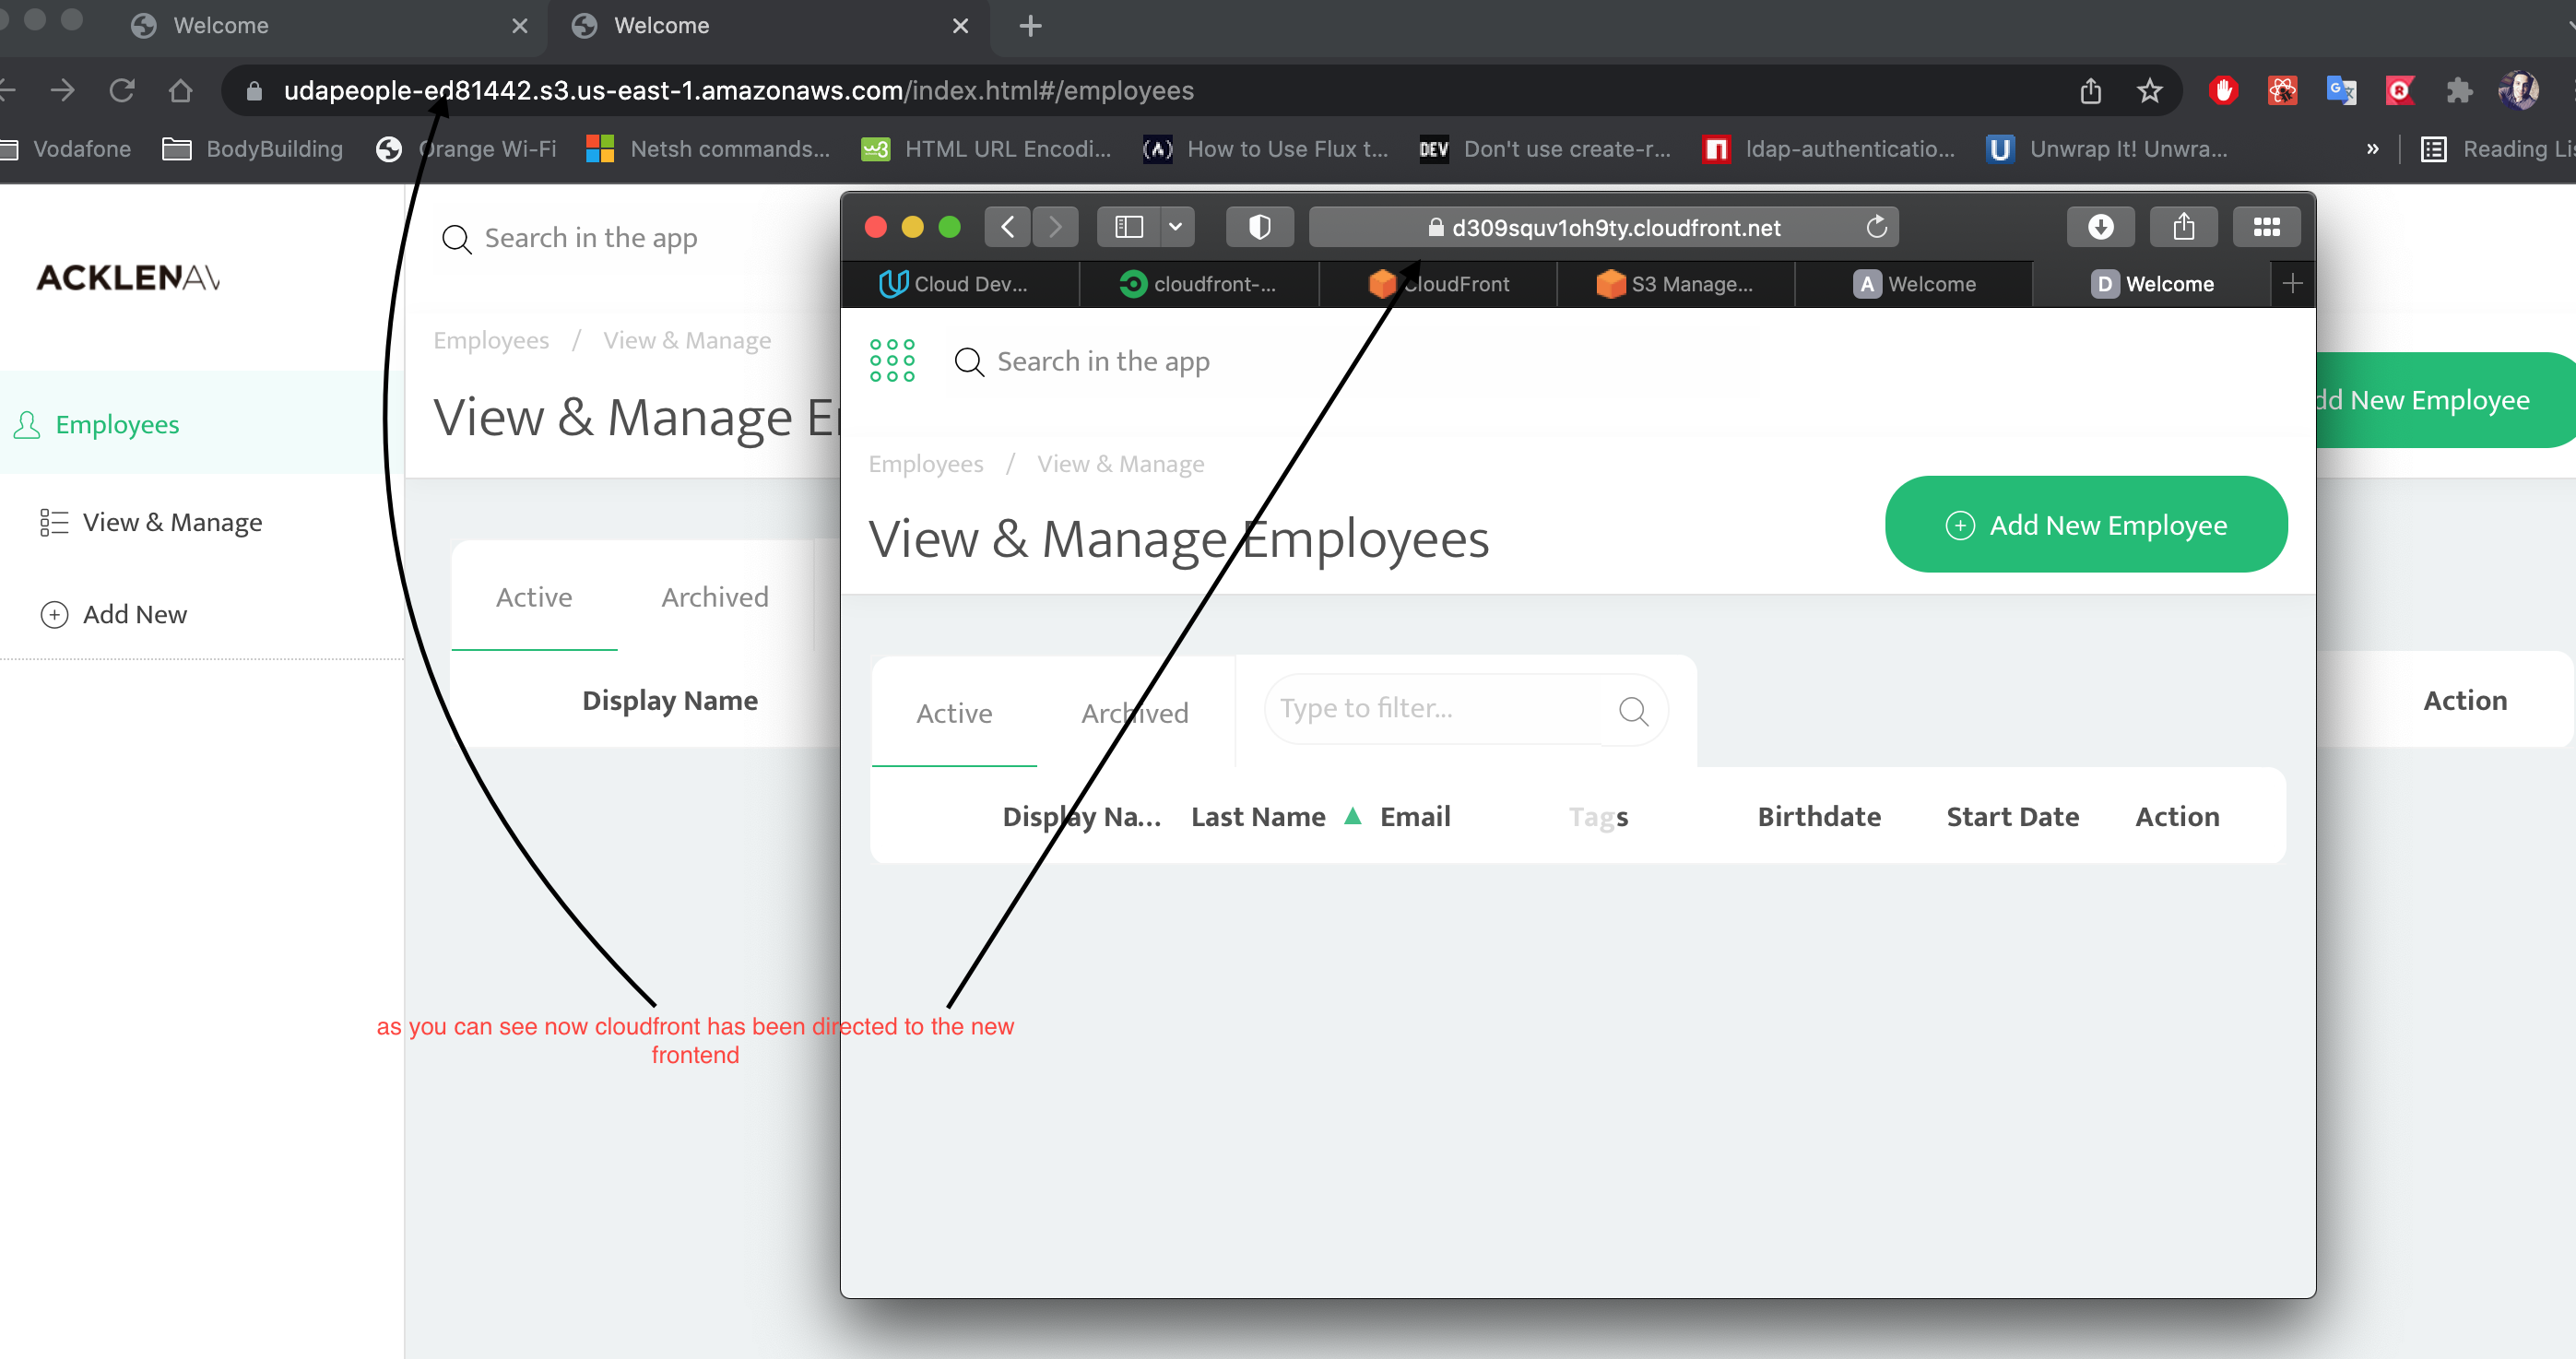 Welcome
Welcome
udapeople-ed81442.s3.us-east-1.amazonaws.com/index.html#/employees
Vodafone
BodyBuilding
Orange Wi-Fi
Netsh commands...
HTML URL Encodi...
How to Use Flux t...
DEV Don't use create-r...
ldap-authenticatio...
Unwrap It! Unwra...
»
Reading Lis
ACKLENAV
Search in the app
Employees / View & Manage
View & Manage E
Employees
View & Manage
Add New
Active
Archived
Display Name
dd New Employee
Action
d309squv1oh9ty.cloudfront.net
Cloud Dev...
cloudfront-...
CloudFront
S3 Manage...
A Welcome
D Welcome
Search in the app
Employees / View & Manage
View & Manage Employees
Add New Employee
Active
Archived
Type to filter...
Display Na... Last Name ▲ Email Tags Birthdate Start Date Action
as you can see now cloudfront has been directed to the new
frontend